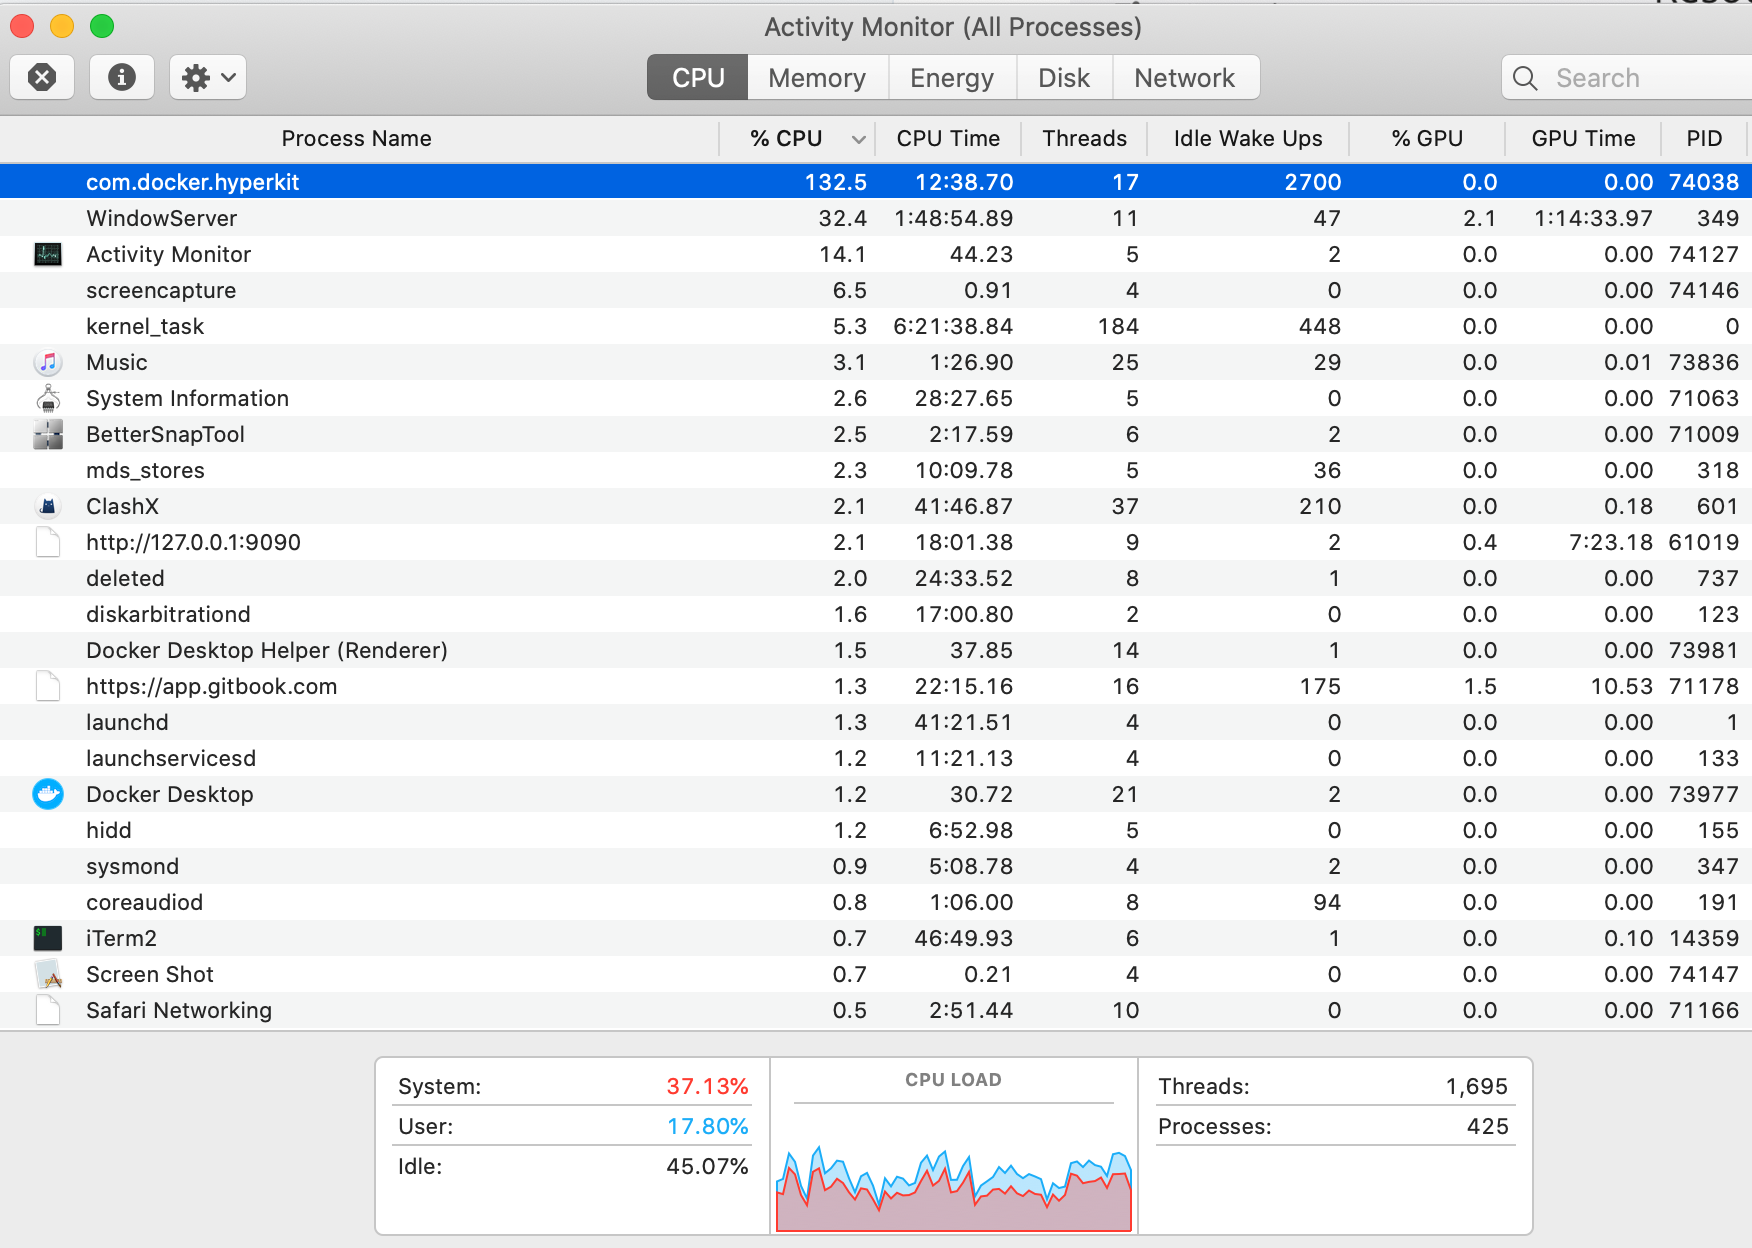 Activity Monitor (All Processes)
CPU Memory Energy Disk Network Search
Process Name % CPU CPU Time Threads Idle Wake Ups % GPU GPU Time PID
com.docker.hyperkit 132.5 12:38.70 17 2700 0.0 0.00 74038
WindowServer 32.4 1:48:54.89 11 47 2.1 1:14:33.97 349
Activity Monitor 14.1 44.23 5 2 0.0 0.00 74127
screencapture 6.5 0.91 4 0 0.0 0.00 74146
kernel_task 5.3 6:21:38.84 184 448 0.0 0.00 0
Music 3.1 1:26.90 25 29 0.0 0.01 73836
System Information 2.6 28:27.65 5 0 0.0 0.00 71063
BetterSnapTool 2.5 2:17.59 6 2 0.0 0.00 71009
mds_stores 2.3 10:09.78 5 36 0.0 0.00 318
ClashX 2.1 41:46.87 37 210 0.0 0.18 601
http://127.0.0.1:9090 2.1 18:01.38 9 2 0.4 7:23.18 61019
deleted 2.0 24:33.52 8 1 0.0 0.00 737
diskarbitrationd 1.6 17:00.80 2 0 0.0 0.00 123
Docker Desktop Helper (Renderer) 1.5 37.85 14 1 0.0 0.00 73981
https://app.gitbook.com 1.3 22:15.16 16 175 1.5 10.53 71178
launchd 1.3 41:21.51 4 0 0.0 0.00 1
launchservicesd 1.2 11:21.13 4 0 0.0 0.00 133
Docker Desktop 1.2 30.72 21 2 0.0 0.00 73977
hidd 1.2 6:52.98 5 0 0.0 0.00 155
sysmond 0.9 5:08.78 4 2 0.0 0.00 347
coreaudiod 0.8 1:06.00 8 94 0.0 0.00 191
iTerm2 0.7 46:49.93 6 1 0.0 0.10 14359
Screen Shot 0.7 0.21 4 0 0.0 0.00 74147
Safari Networking 0.5 2:51.44 10 0 0.0 0.00 71166
System: 37.13% CPU LOAD Threads: 1,695
User: 17.80% Processes: 425
Idle: 45.07%